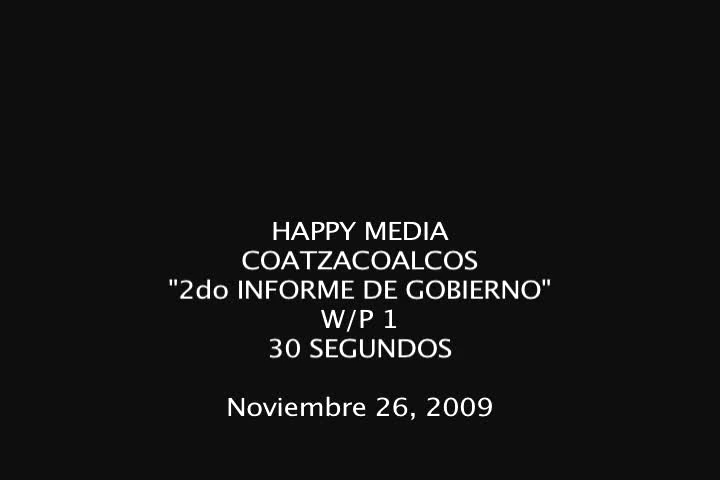 HAPPY MEDIA
COATZACOALCOS
"2do INFORME DE GOBIERNO"
W/P 1
30 SEGUNDOS
Noviembre 26, 2009